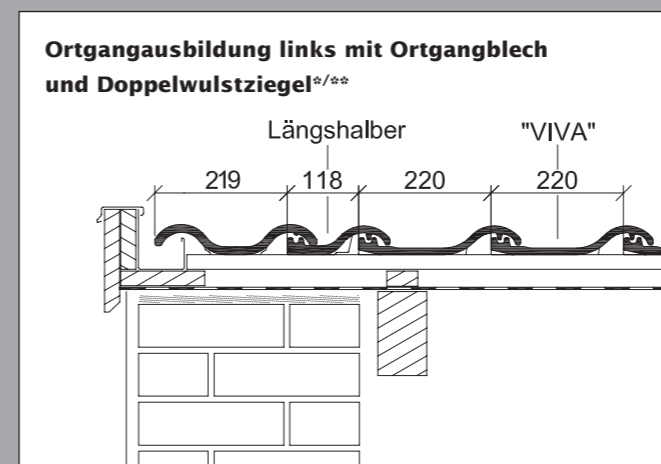 Ortgangausbildung links mit Ortgangblech
und Doppelwulstziegel*/**
Längshalber "VIVA"
219 118 220 220